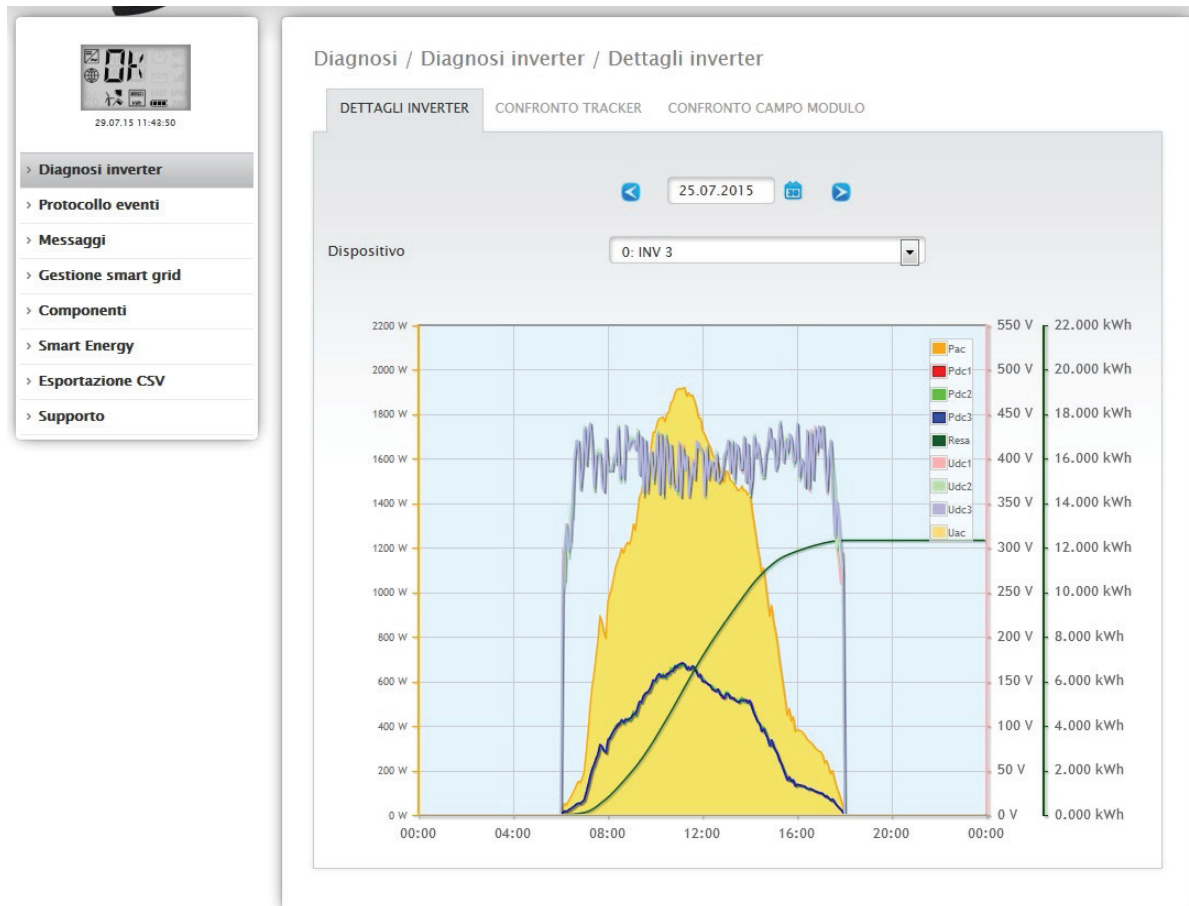 OK
29.07.15 11:43:50
› Diagnosi inverter
› Protocollo eventi
› Messaggi
› Gestione smart grid
› Componenti
› Smart Energy
› Esportazione CSV
› Supporto
Diagnosi / Diagnosi inverter / Dettagli inverter
DETTAGLI INVERTER CONFRONTO TRACKER CONFRONTO CAMPO MODULO
25.07.2015 30
Dispositivo 0: INV 3
2200 W 550 V 22.000 kWh
2000 W 500 V 20.000 kWh
1800 W 450 V 18.000 kWh
1600 W 400 V 16.000 kWh
1400 W 350 V 14.000 kWh
1200 W 300 V 12.000 kWh
1000 W 250 V 10.000 kWh
800 W 200 V 8.000 kWh
600 W 150 V 6.000 kWh
400 W 100 V 4.000 kWh
200 W 50 V 2.000 kWh
0 W 0 V 0.000 kWh
Pac
Pdc1
Pdc2
Pdc3
Resa
Udc1
Udc2
Udc3
Uac
00:00 04:00 08:00 12:00 16:00 20:00 00:00